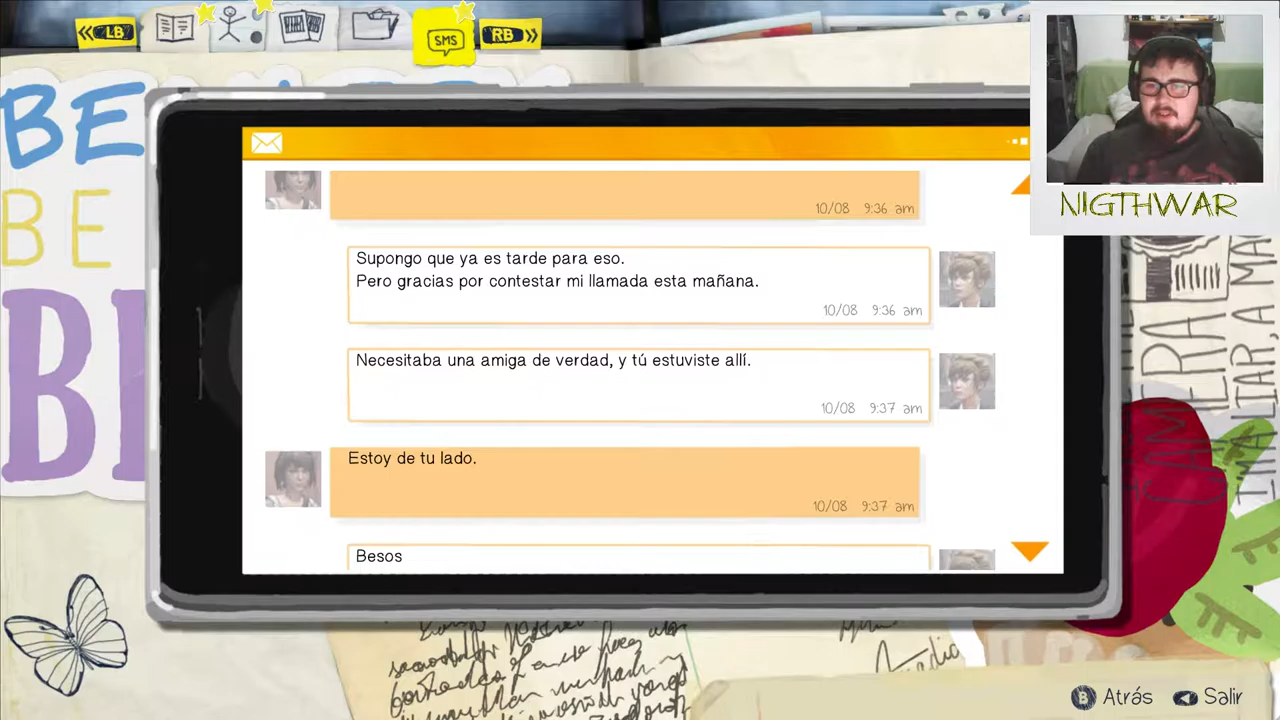 LB
SMS
RB
NIGTHWAR
BE
BE
10/08 9:36 am
Supongo que ya es tarde para eso.
Pero gracias por contestar mi llamada esta mañana.
10/08 9:36 am
Necesitaba una amiga de verdad, y tú estuviste allí.
10/08 9:37 am
Estoy de tu lado.
10/08 9:37 am
Besos
B Atrás
Salir